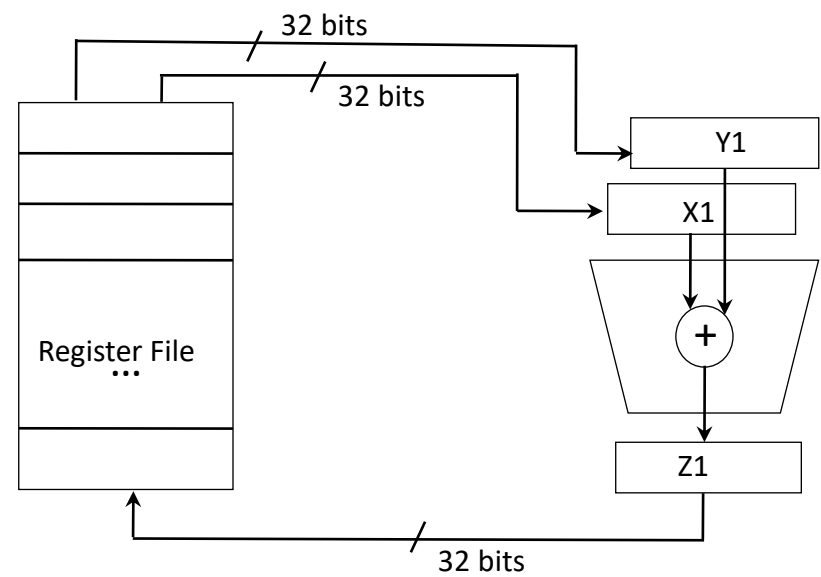 32 bits
32 bits
Y1
X1
+
Register File
...
Z1
32 bits